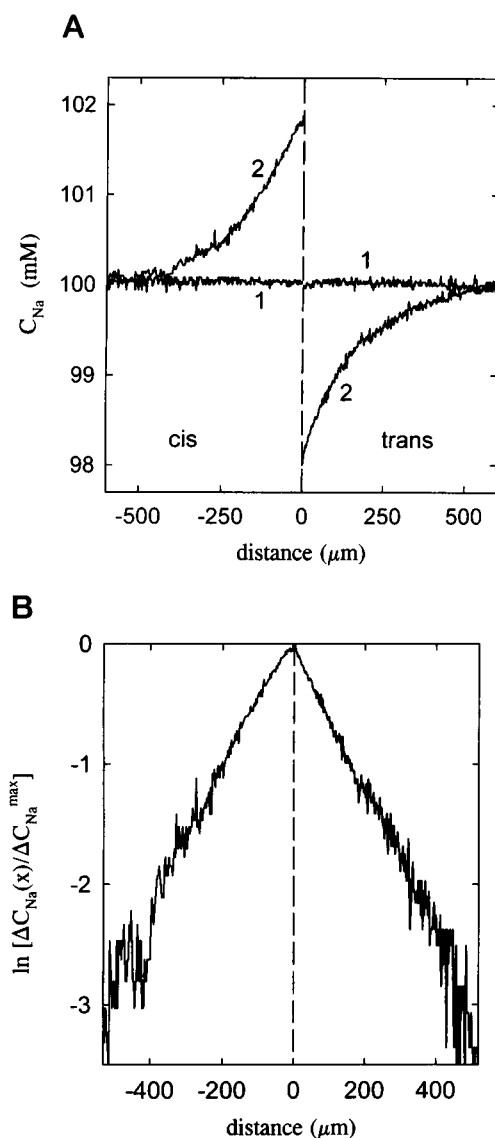 A
102
101
100
99
98
C_Na (mM)
2
1
1
2
cis
trans
-500 -250 0 250 500
distance (μm)
B
0
-1
-2
-3
ln [ΔC_Na(x)/ΔC_Na^max]
-400 -200 0 200 400
distance (μm)